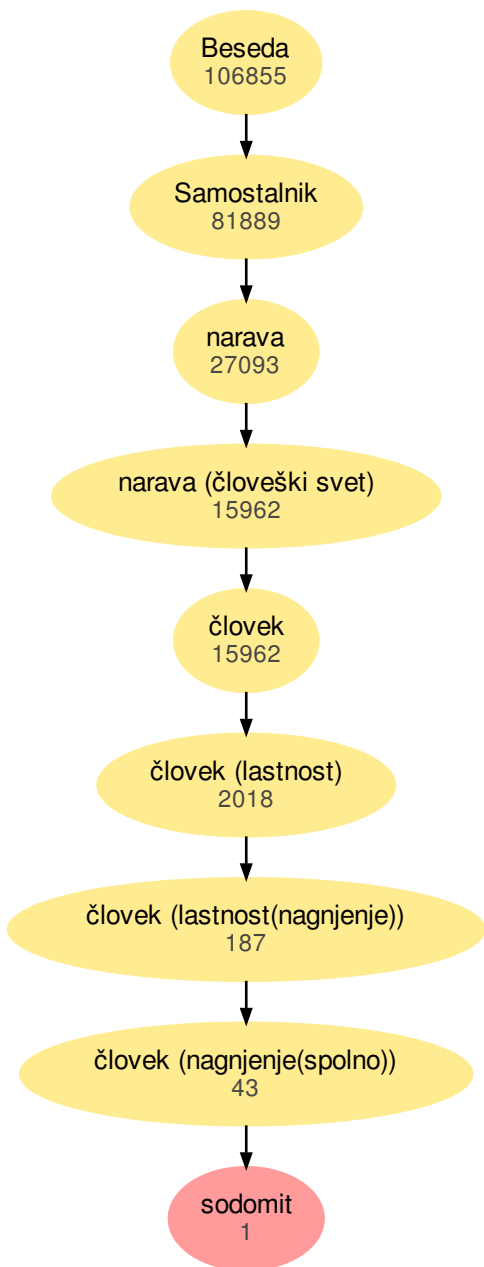 Beseda
106855
Samostalnik
81889
narava
27093
narava (človeški svet)
15962
človek
15962
človek (lastnost)
2018
človek (lastnost(nagnjenje))
187
človek (nagnjenje(spolno))
43
sodomit
1